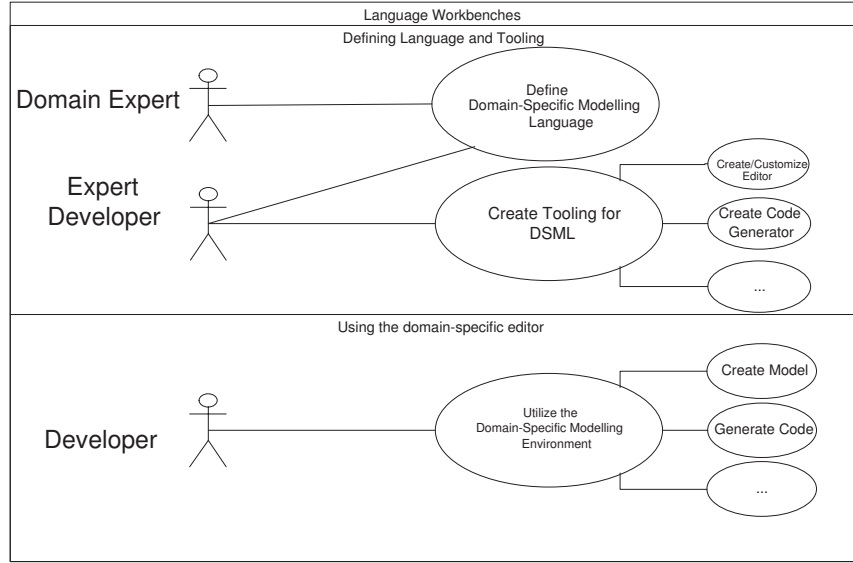 Language Workbenches
Defining Language and Tooling
Domain Expert
Define
Domain-Specific Modelling
Language
Expert
Developer
Create Tooling for
DSML
Create/Customize
Editor
Create Code
Generator
...
Using the domain-specific editor
Developer
Utilize the
Domain-Specific Modelling
Environment
Create Model
Generate Code
...